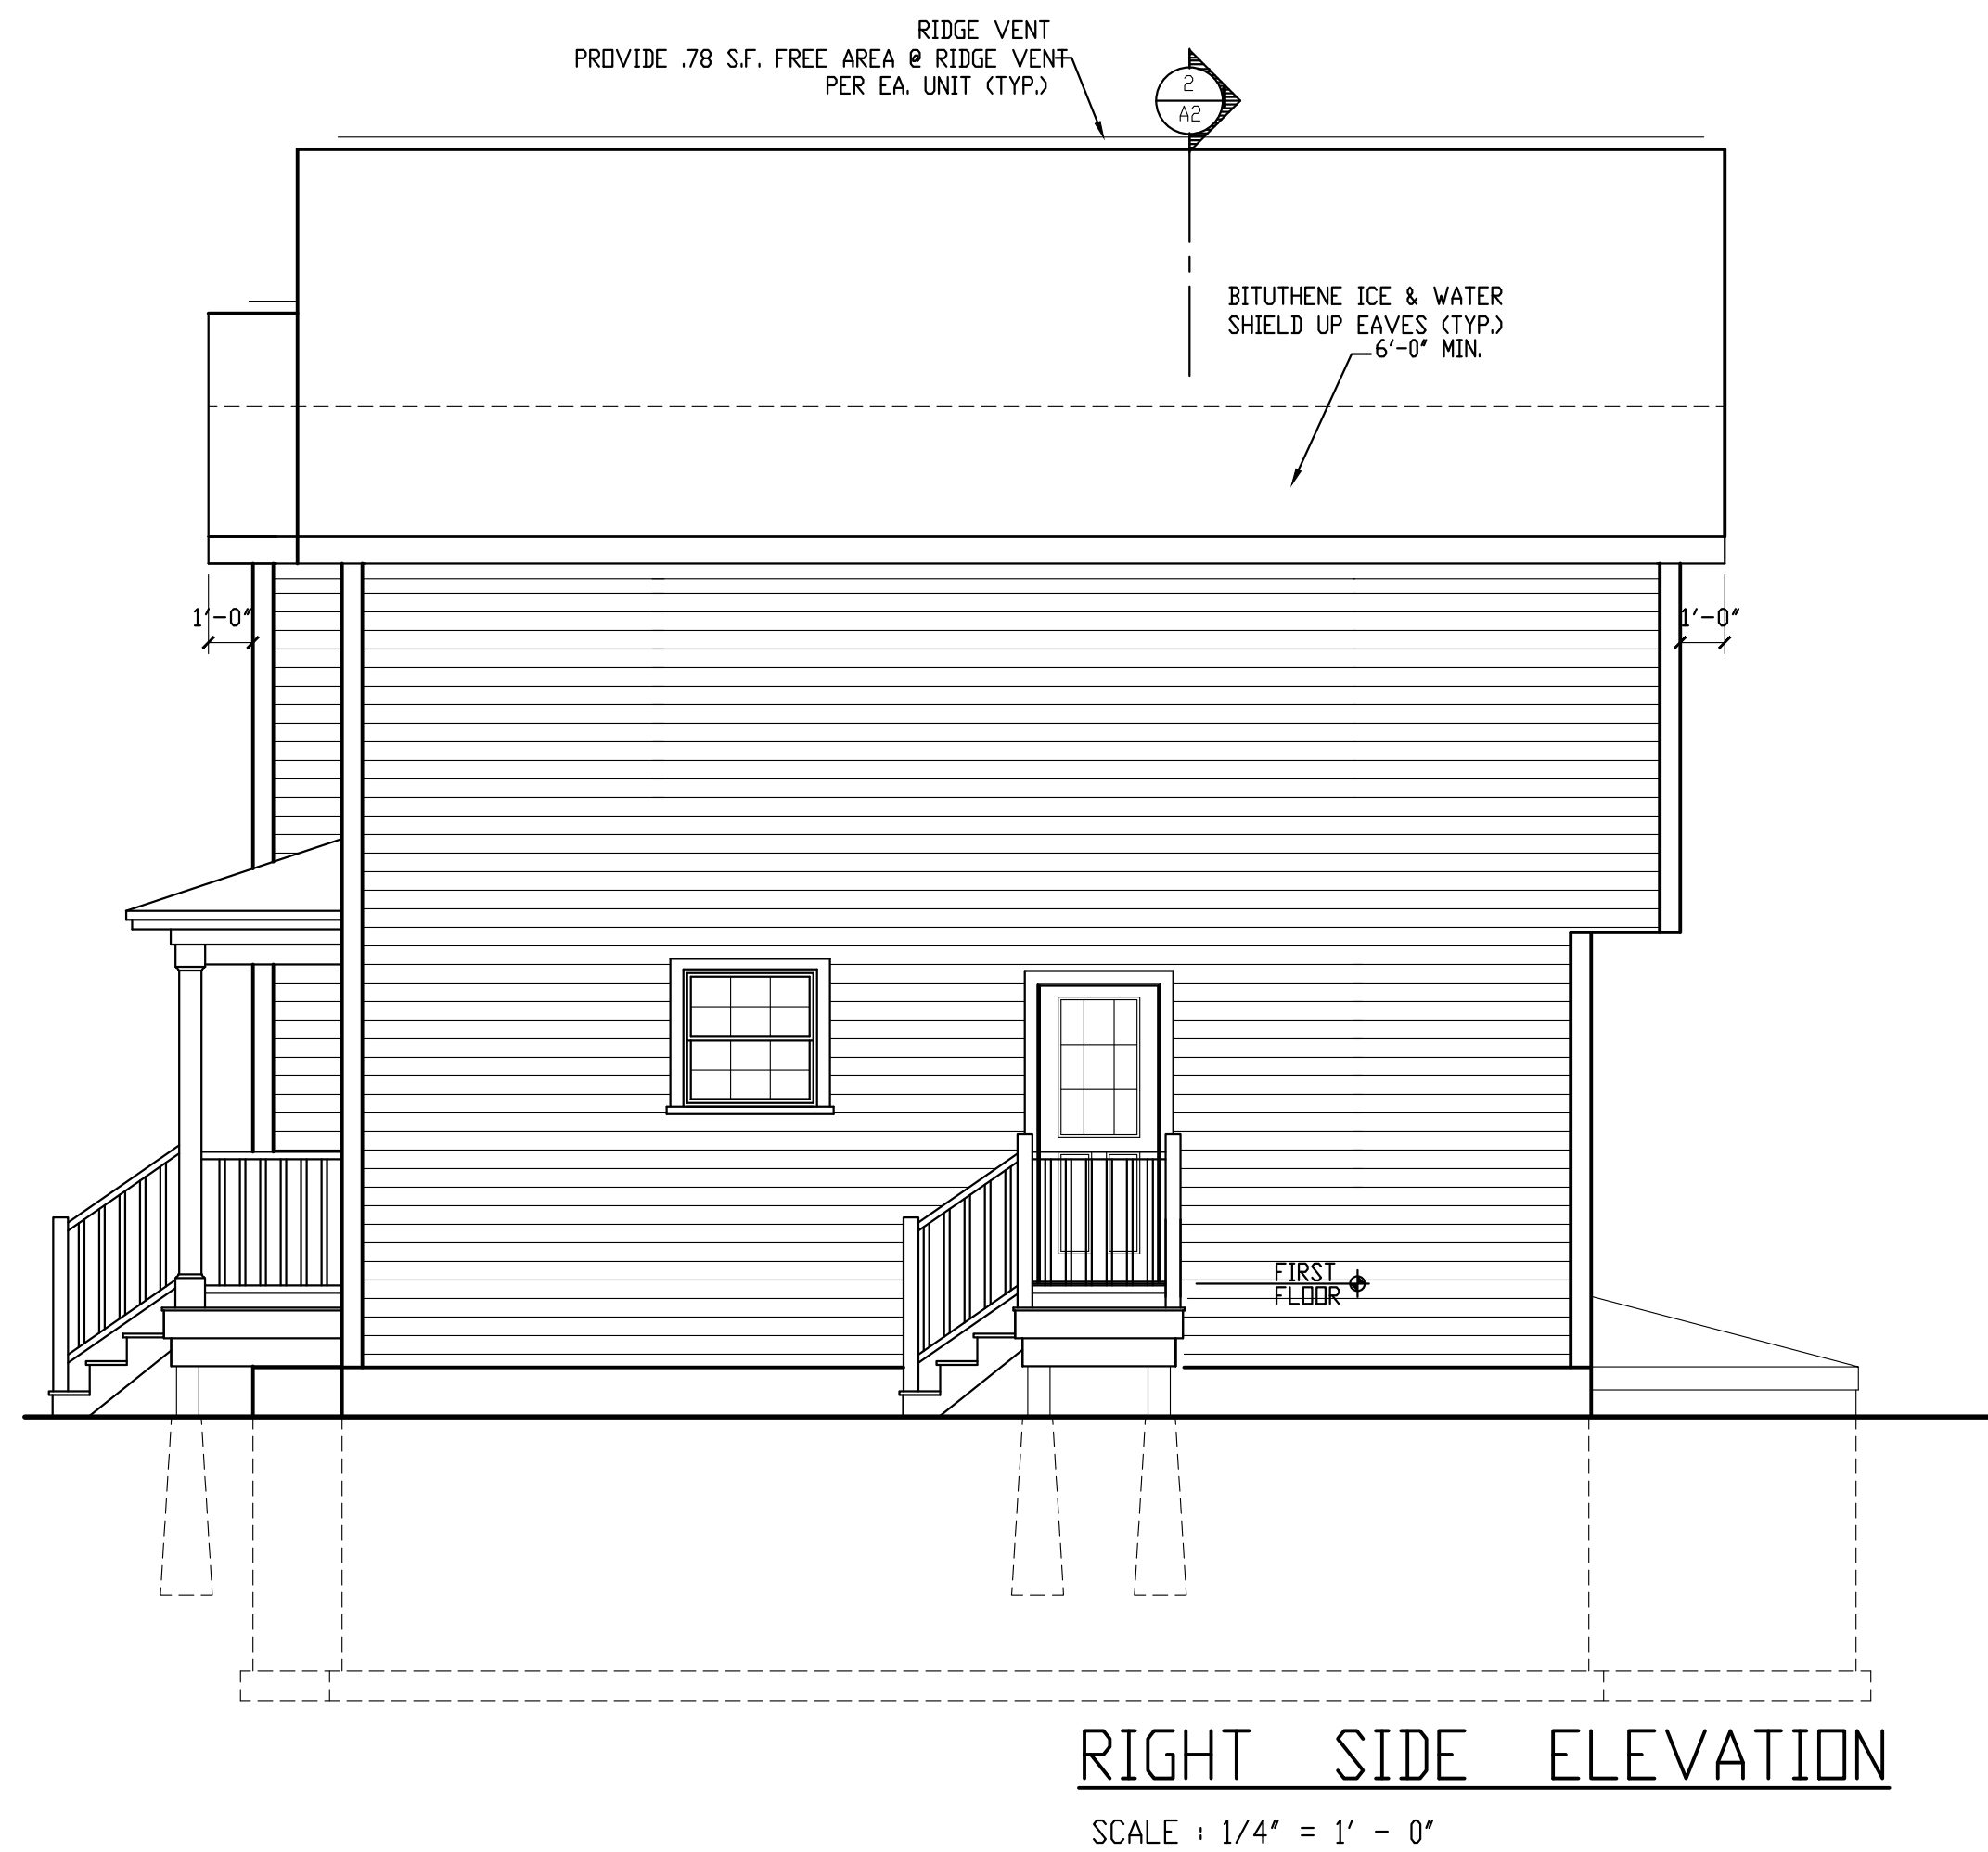 RIDGE VENT
PROVIDE .78 S.F. FREE AREA @ RIDGE VENT
PER EA. UNIT (TYP.)
2
A2
BITUTHENE ICE & WATER
SHIELD UP EAVES (TYP.)
6'-0" MIN.
1'-0"
1'-0"
FIRST
FLOOR
RIGHT SIDE ELEVATION
SCALE : 1/4" = 1' - 0"